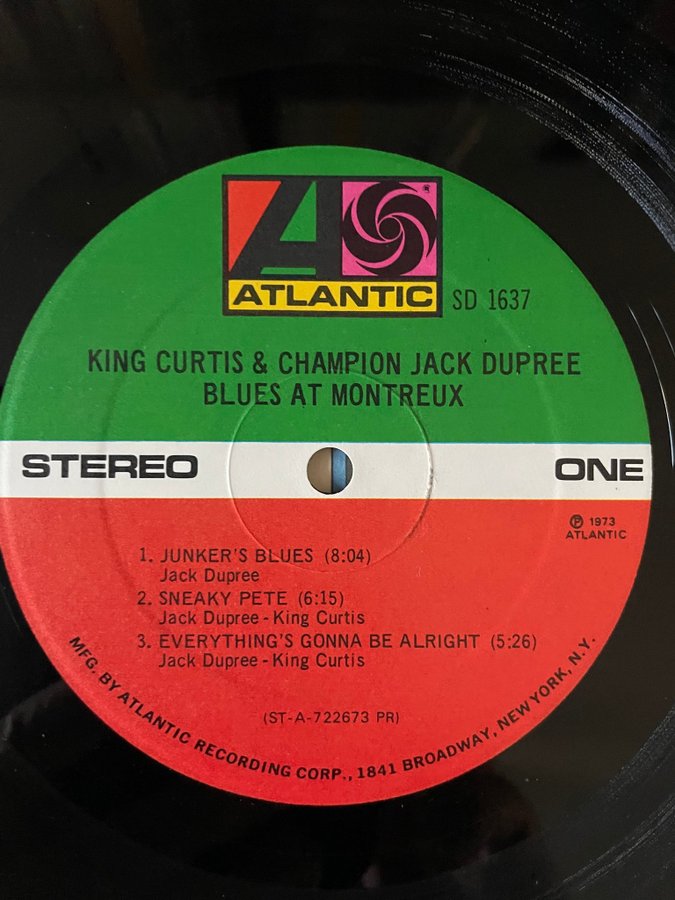 ATLANTIC
SD 1637
KING CURTIS & CHAMPION JACK DUPREE
BLUES AT MONTREUX
STEREO
ONE
℗ 1973
ATLANTIC
1. JUNKER'S BLUES (8:04)
Jack Dupree
2. SNEAKY PETE (6:15)
Jack Dupree - King Curtis
3. EVERYTHING'S GONNA BE ALRIGHT (5:26)
Jack Dupree - King Curtis
(ST-A-722673 PR)
MFG. BY ATLANTIC RECORDING CORP., 1841 BROADWAY, NEW YORK, N.Y.